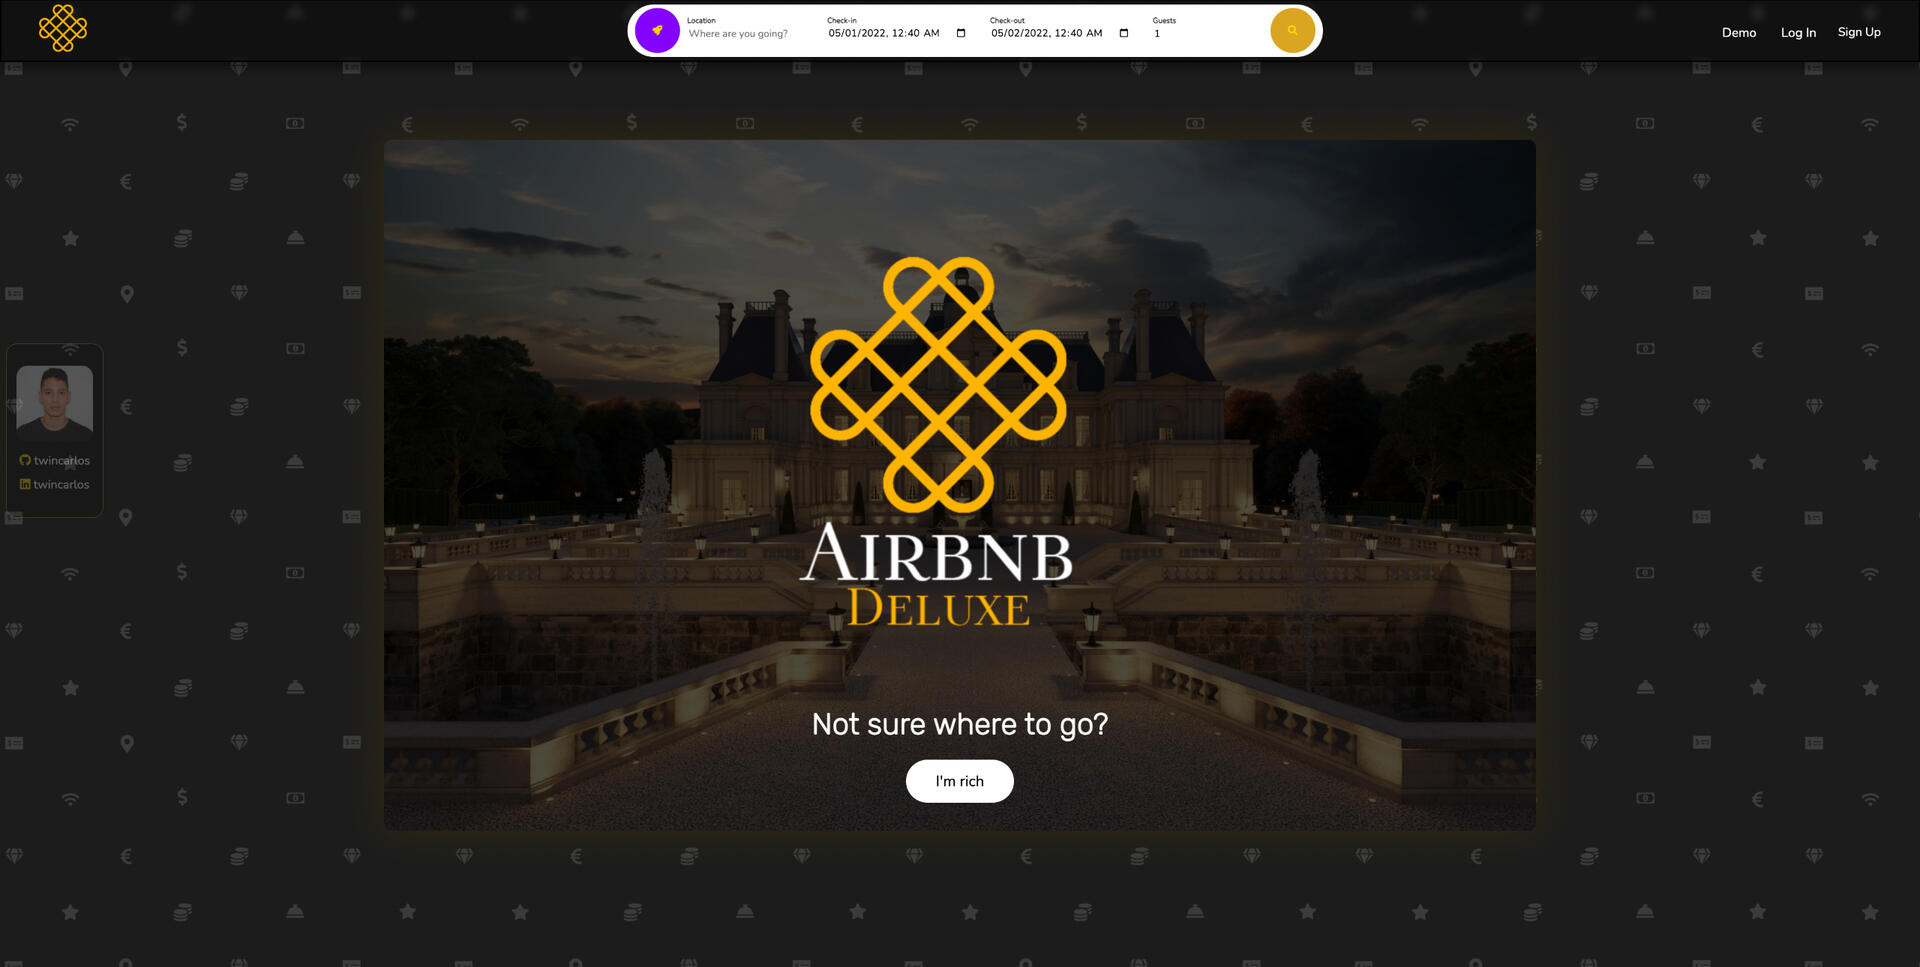 Location
Where are you going?
Check-in
05/01/2022, 12:40 AM
Check-out
05/02/2022, 12:40 AM
Guests
1
Demo
Log In
Sign Up
twincarlos
twincarlos
AIRBNB
DELUXE
Not sure where to go?
I'm rich